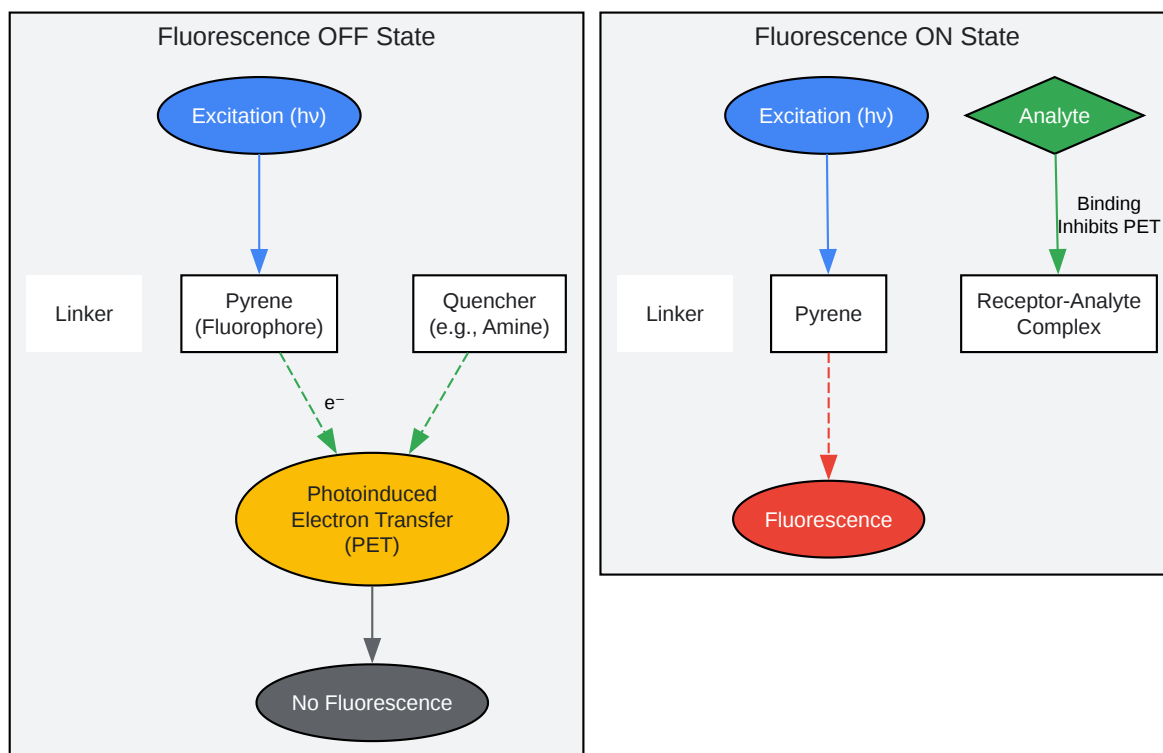 Fluorescence OFF State
Excitation (hν)
Linker
Pyrene
(Fluorophore)
Quencher
(e.g., Amine)
e⁻
Photoinduced
Electron Transfer
(PET)
No Fluorescence
Fluorescence ON State
Excitation (hν)
Analyte
Binding
Inhibits PET
Linker
Pyrene
Receptor-Analyte
Complex
Fluorescence